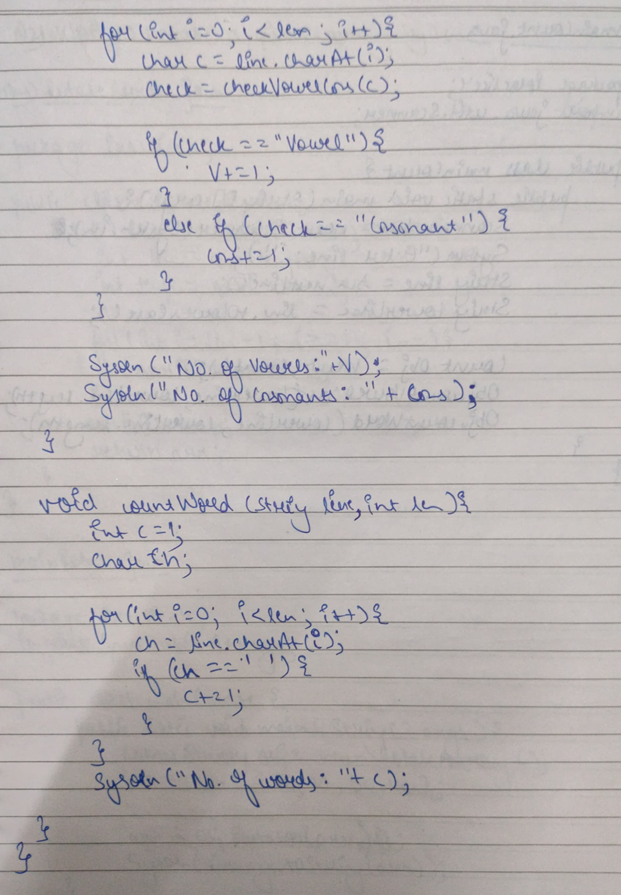 for(int i=0; i<len; i++){
char c = line.charAt(i);
check = checkVowelCons(c);
If (check == "Vowel"){
V+=1;
}
else If (check== "Consonant") {
Cons+=1;
}
}
Sysoln ("No. of Vowels:"+V);
Sysoln("No. of Consonants: "+ Cons);
}
void countWord (String line, int len){
int c=1;
char ch;
for(int i=0; i<len; i++){
ch= line.charAt(i);
if (ch ==' '){
c+=1;
}
}
Sysoln ("No. of words: "+ c);
}
}